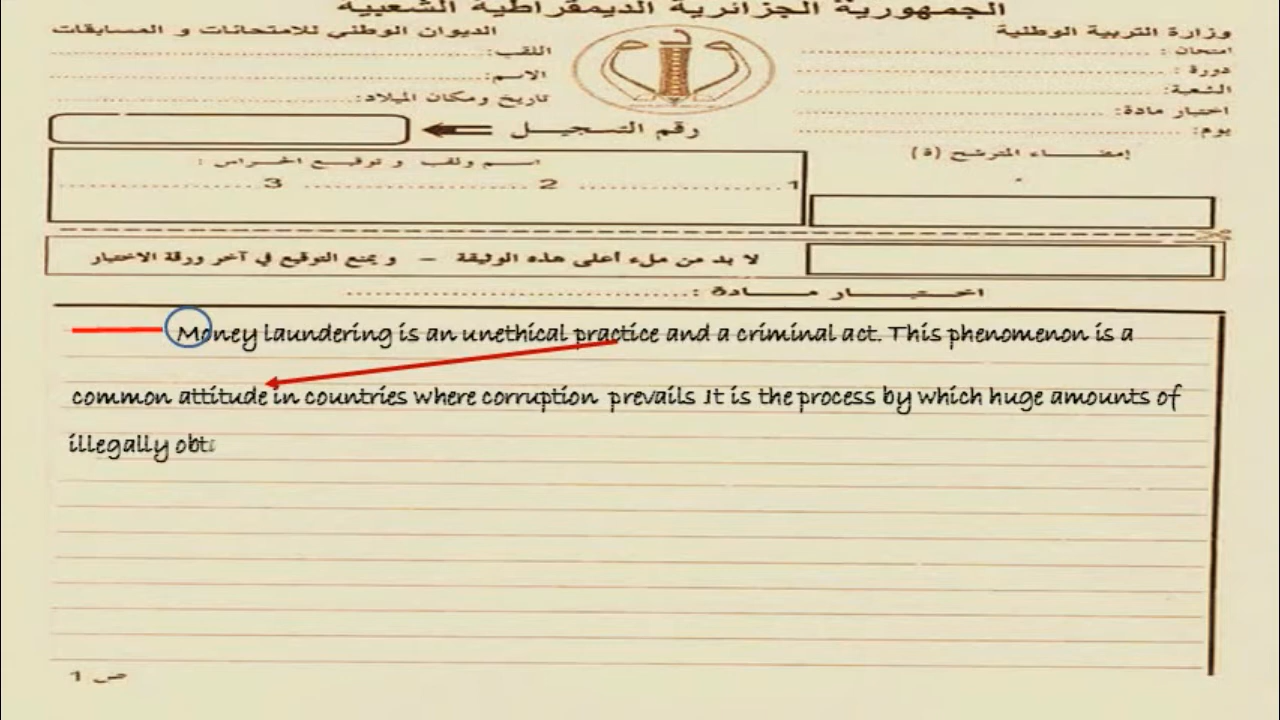 الجمهورية الجزائرية الديمقراطية الشعبية
وزارة التربية الوطنية
الديوان الوطني للامتحانات و المسابقات
امتحان :
اللقب:
دورة :
الاسم:
الشعبة:
تاريخ ومكان الميلاد:
اختبار مادة:
يوم:
رقم التسجيل
إمضاء المترشح (ة)
اسم ولقب و توقيع الحراس :
1
2
3
لا بد من ملء أعلى هذه الوثيقة – و يمنع التوقيع في آخر ورقة الاختبار
اختبار مادة :
Money laundering is an unethical practice and a criminal act. This phenomenon is a
common attitude in countries where corruption prevails .It is the process by which huge amounts of
illegally obt
ص 1